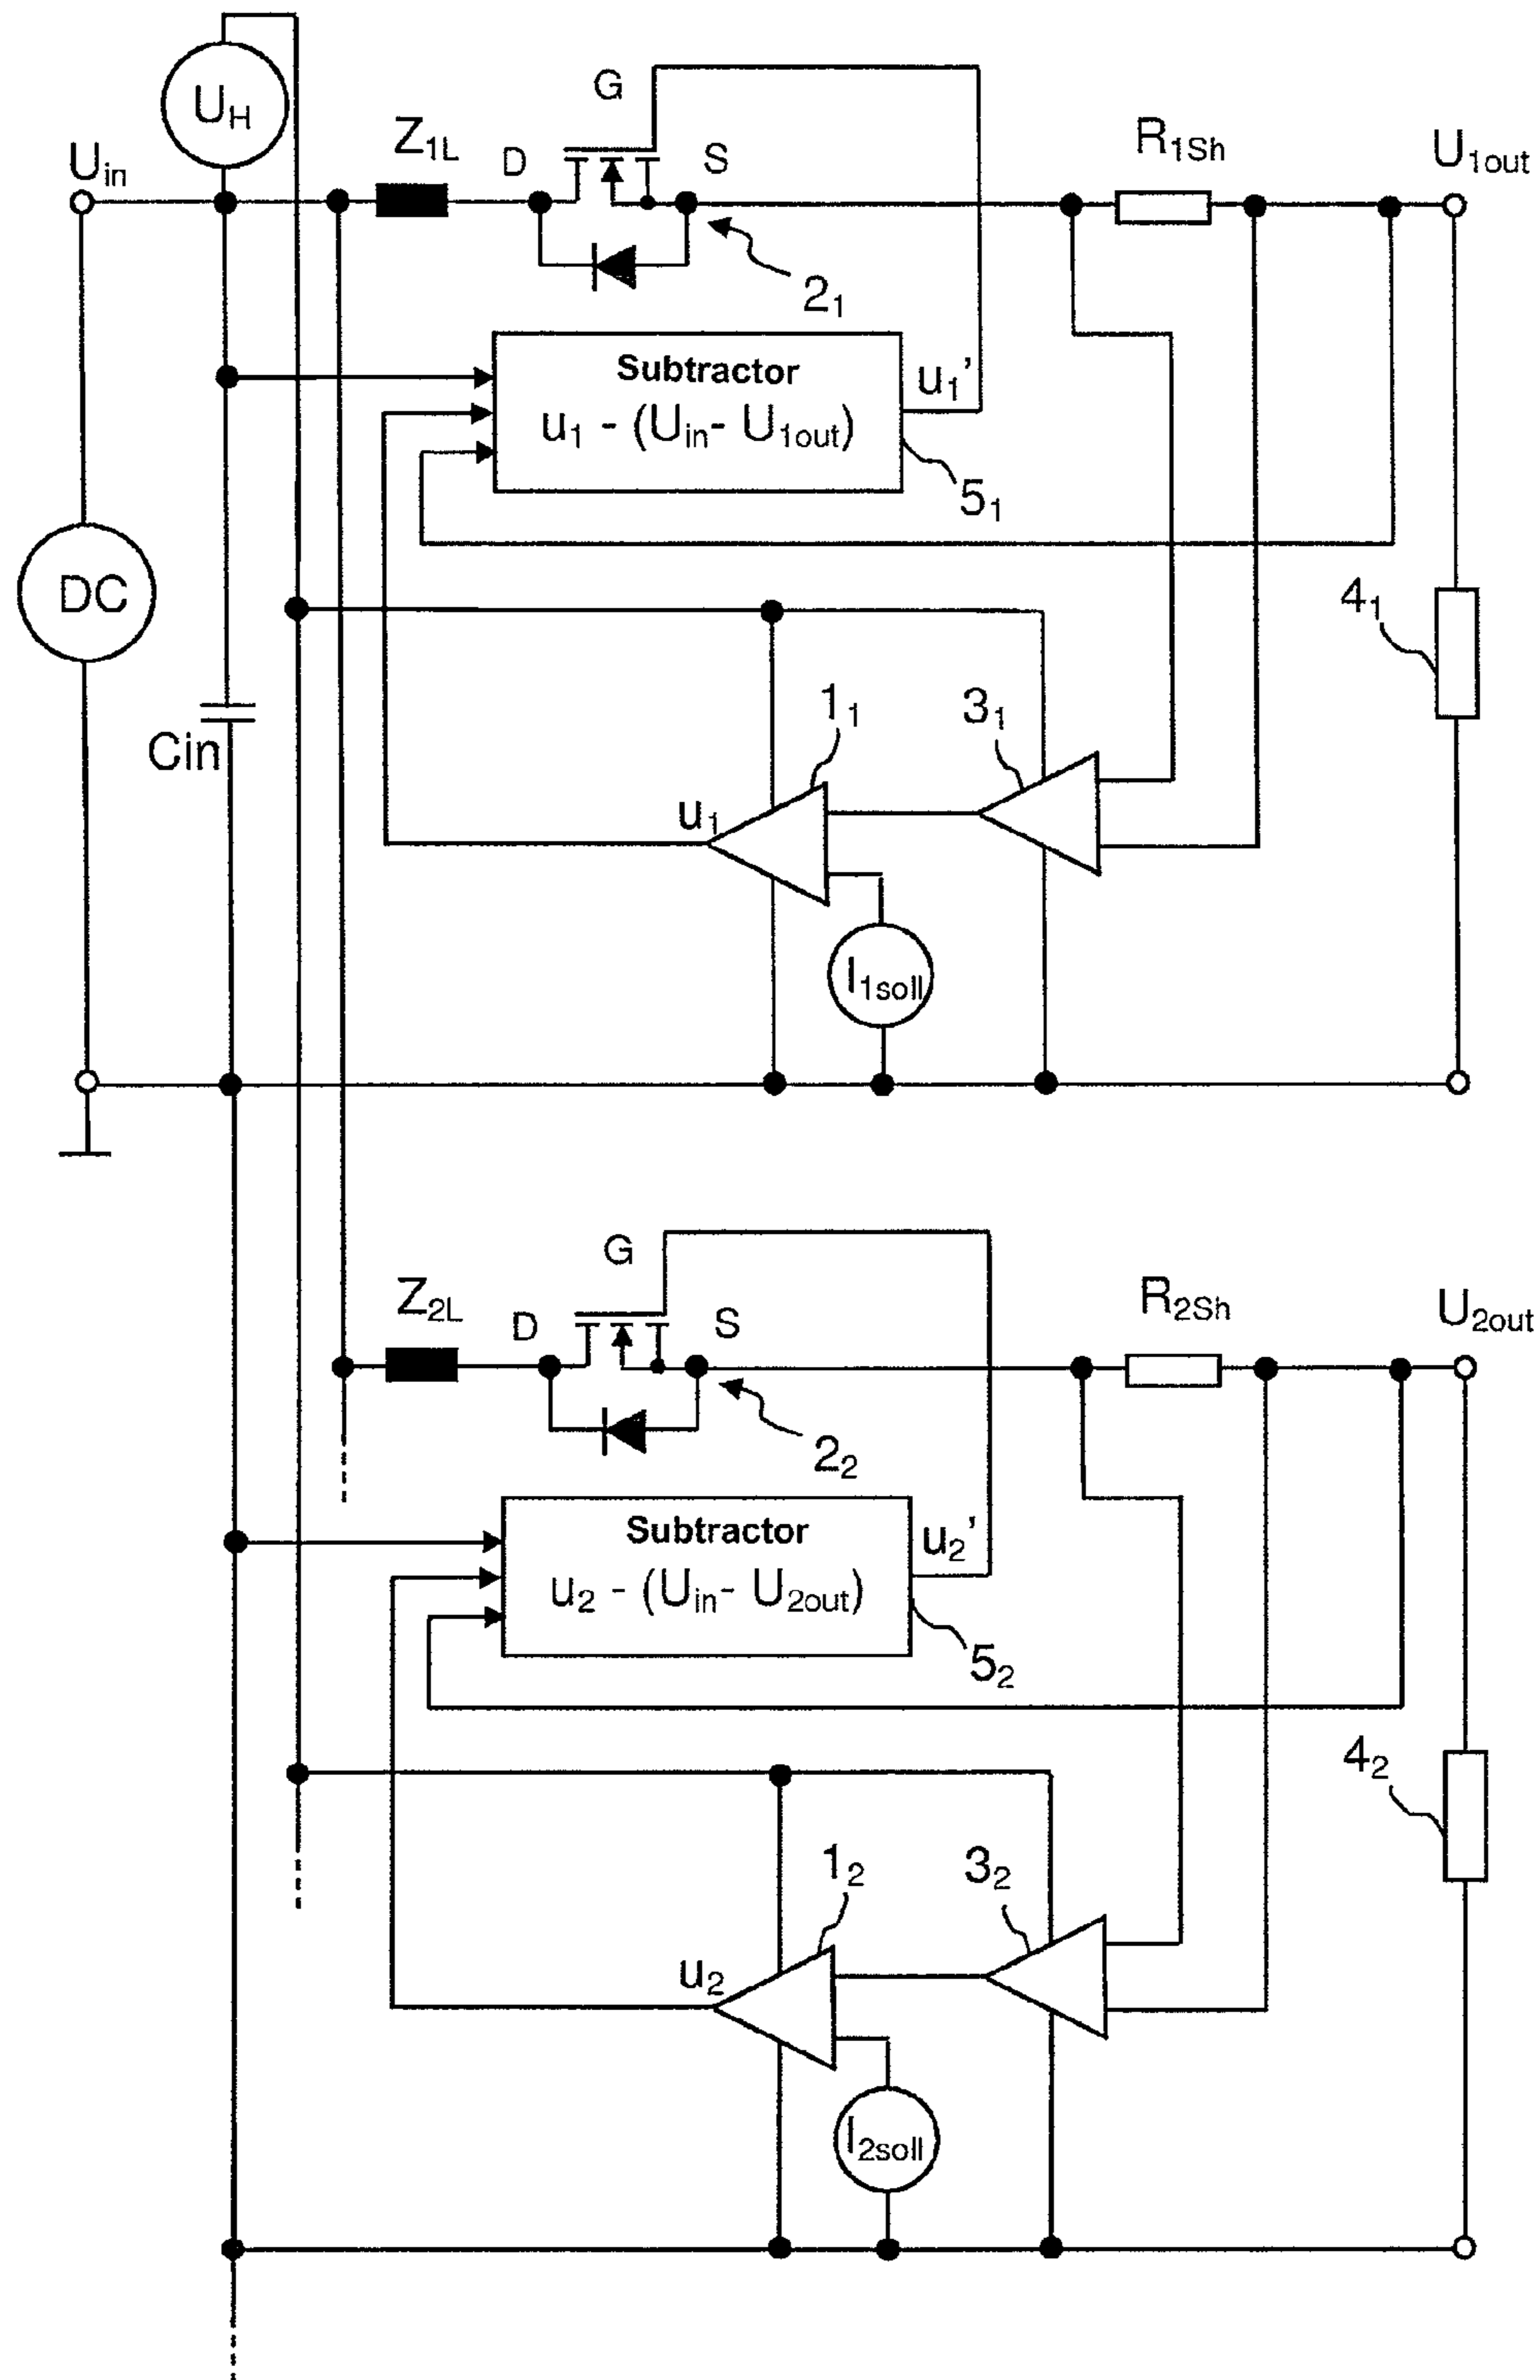 U_H
G
U_in
Z_1L
D
S
R_1Sh
U_1out
2_1
Subtractor
u_1 - (U_in- U_1out)
u_1'
5_1
DC
4_1
1_1
3_1
Cin
u_1
I_1soll
G
Z_2L
D
S
R_2Sh
U_2out
2_2
Subtractor
u_2 - (U_in- U_2out)
u_2'
5_2
4_2
1_2
3_2
u_2
I_2soll